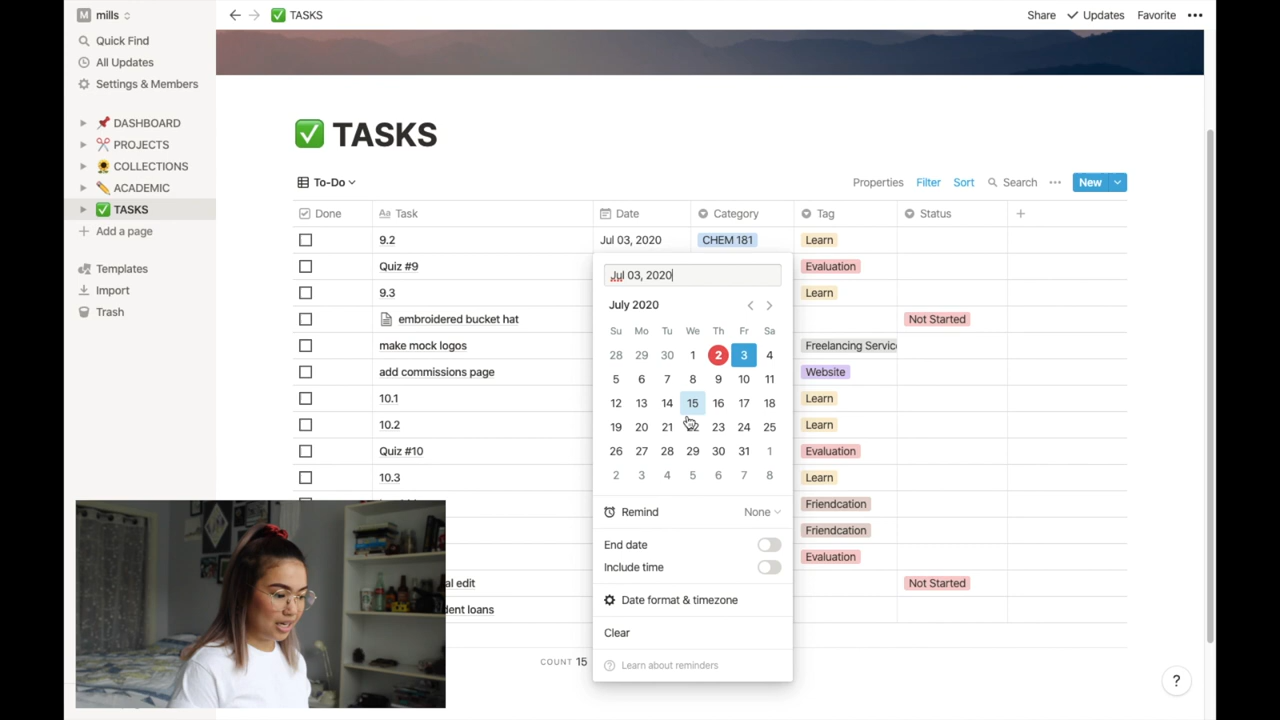 M mills
Quick Find
All Updates
Settings & Members
DASHBOARD
PROJECTS
COLLECTIONS
ACADEMIC
TASKS
Add a page
Templates
Import
Trash
TASKS
Share Updates Favorite
TASKS
To-Do
Properties Filter Sort Search New
Done Aa Task Date Category Tag Status
9.2 Jul 03, 2020 CHEM 181 Learn
Quiz #9 Evaluation
9.3 Learn
embroidered bucket hat Not Started
make mock logos Freelancing Servic
add commissions page Website
10.1 Learn
10.2 Learn
Quiz #10 Evaluation
10.3 Learn
Friendcation
Friendcation
Evaluation
al edit Not Started
dent loans
COUNT 15
Jul 03, 2020
July 2020
Su Mo Tu We Th Fr Sa
28 29 30 1 2 3 4
5 6 7 8 9 10 11
12 13 14 15 16 17 18
19 20 21 22 23 24 25
26 27 28 29 30 31 1
2 3 4 5 6 7 8
Remind None
End date
Include time
Date format & timezone
Clear
? Learn about reminders
?